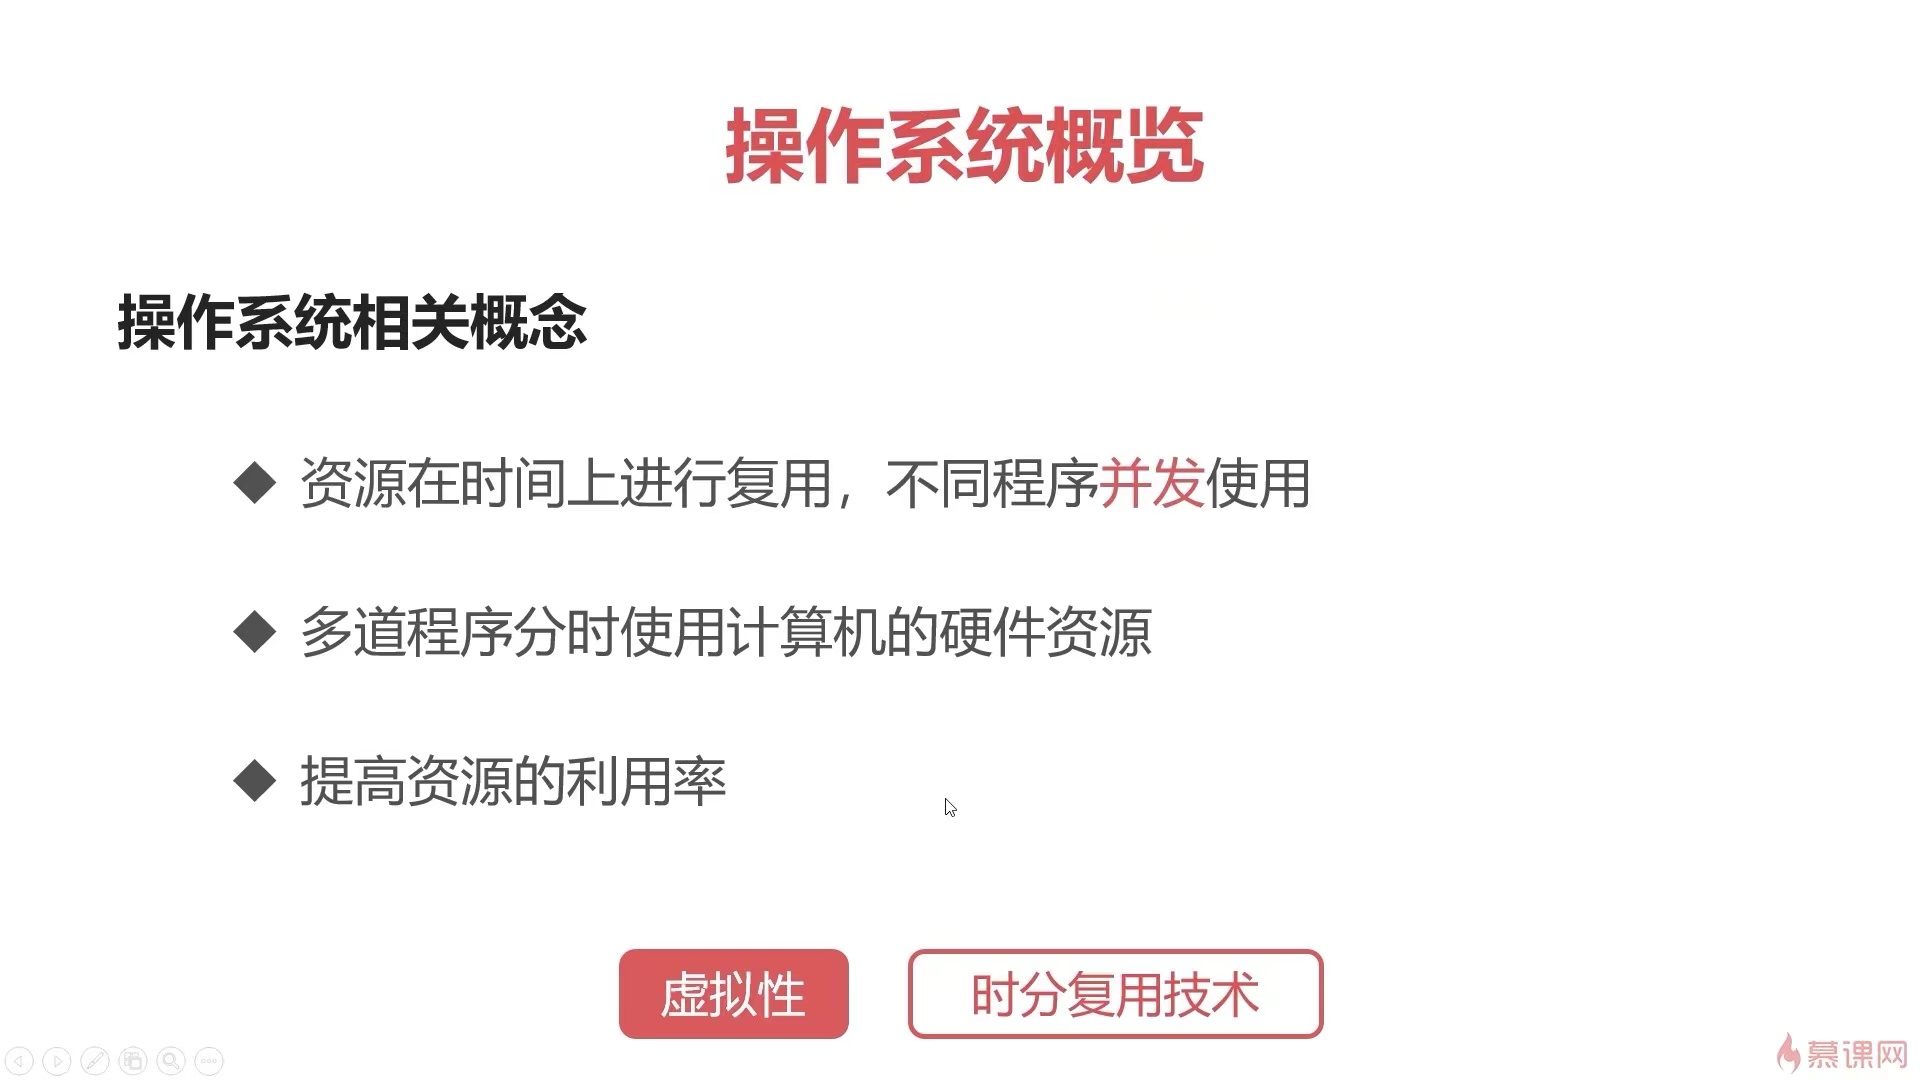 操作系统概览
操作系统相关概念
资源在时间上进行复用，不同程序并发使用
多道程序分时使用计算机的硬件资源
提高资源的利用率
虚拟性
时分复用技术
慕课网